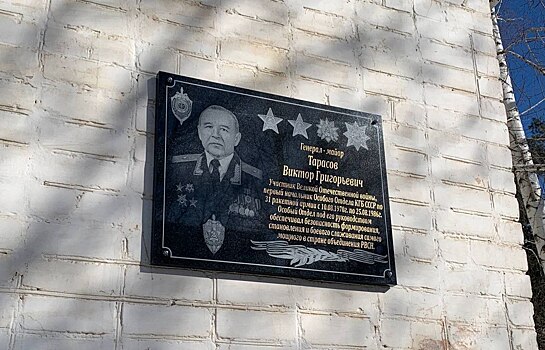 Генерал-майор
Тарасов
Виктор Григорьевич
Участник Великой Отечественной войны,
первый начальник Особого Отдела КГБ СССР по
31 ракетной армии с 10.08.1970г. по 25.08.1986г.
Особый Отдел под его руководством
обеспечивал безопасность формирования,
становления и боевого слаживания самого
мощного в стране объединения РВСН.